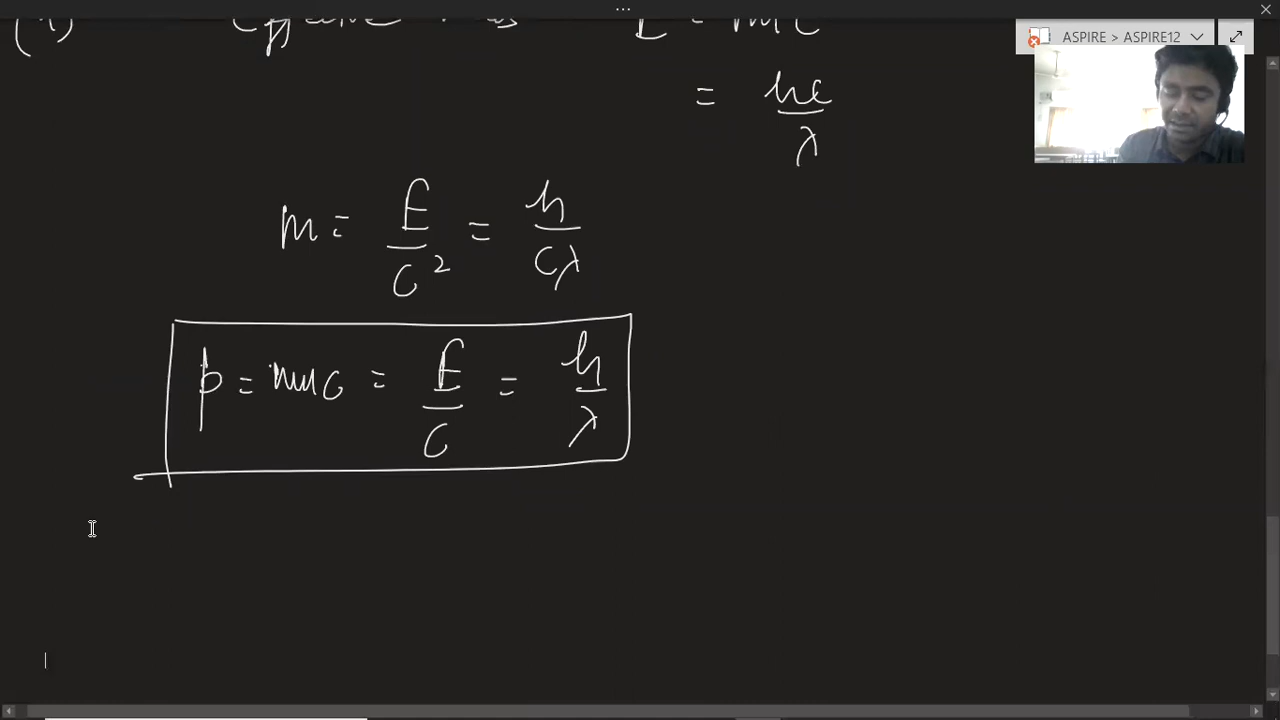 ASPIRE > ASPIRE12
= hc/λ
m = E/c² = h/cλ
p = mc = E/c = h/λ